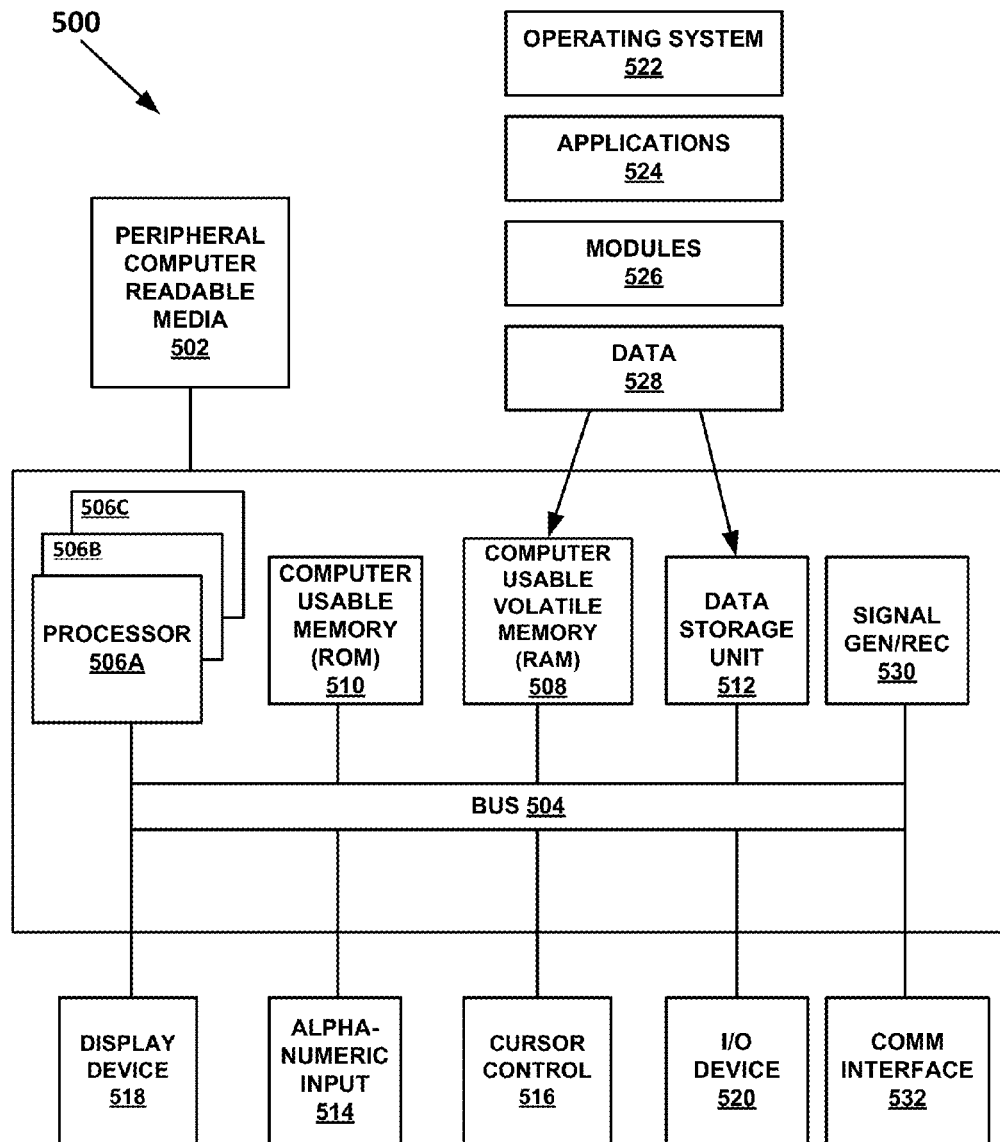 500
OPERATING SYSTEM
522
APPLICATIONS
524
MODULES
526
DATA
528
PERIPHERAL
COMPUTER
READABLE
MEDIA
502
506C
506B
PROCESSOR
506A
COMPUTER
USABLE
MEMORY
(ROM)
510
COMPUTER
USABLE
VOLATILE
MEMORY
(RAM)
508
DATA
STORAGE
UNIT
512
SIGNAL
GEN/REC
530
BUS 504
DISPLAY
DEVICE
518
ALPHA-
NUMERIC
INPUT
514
CURSOR
CONTROL
516
I/O
DEVICE
520
COMM
INTERFACE
532